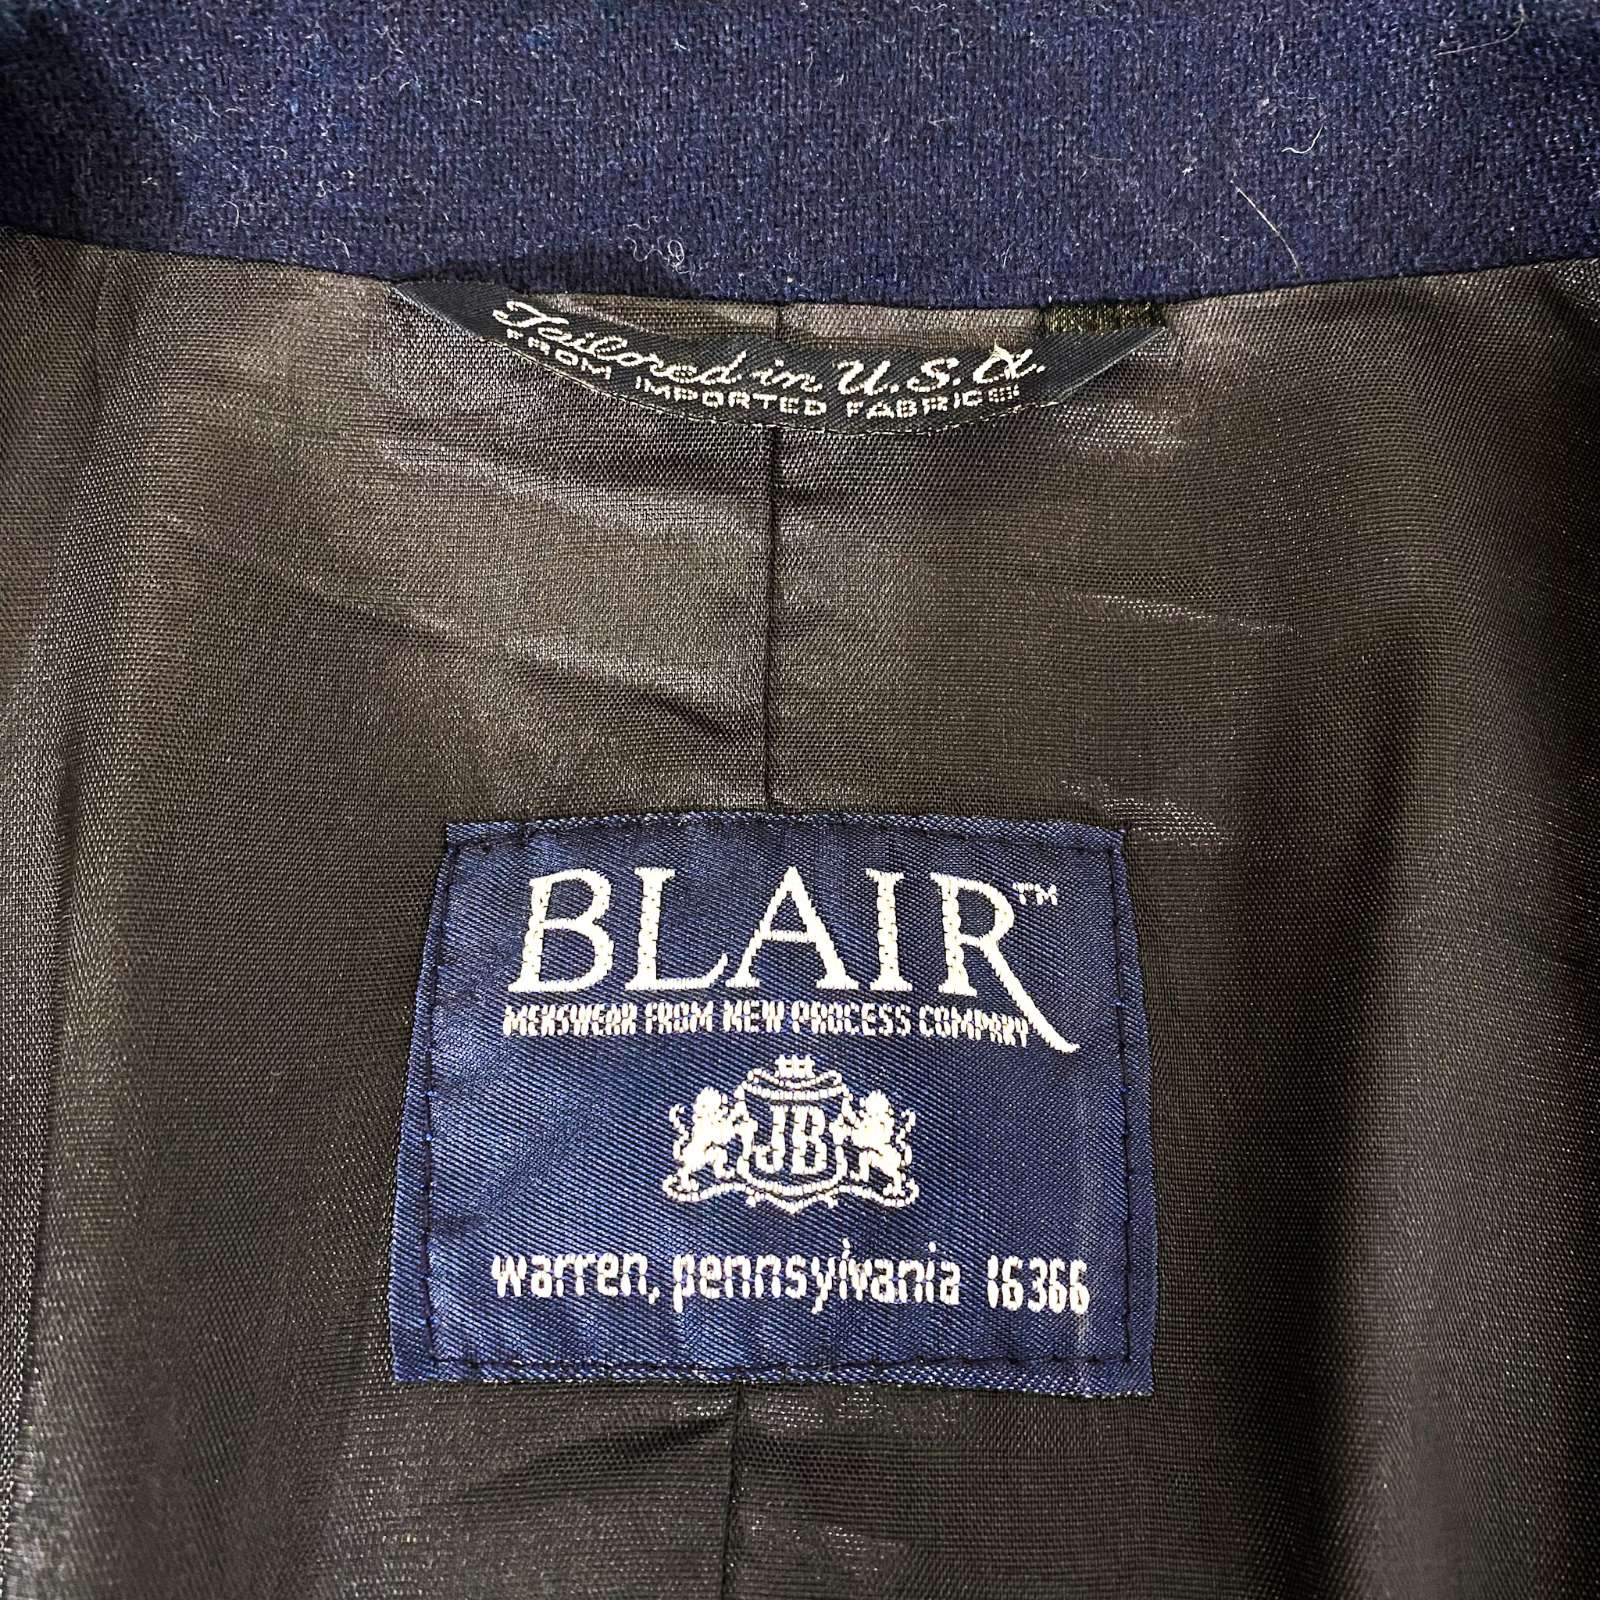 Tailored in U.S.A.
FROM IMPORTED FABRICS
BLAIR™
MENSWEAR FROM NEW PROCESS COMPANY
JB
warren, pennsylvania 16366